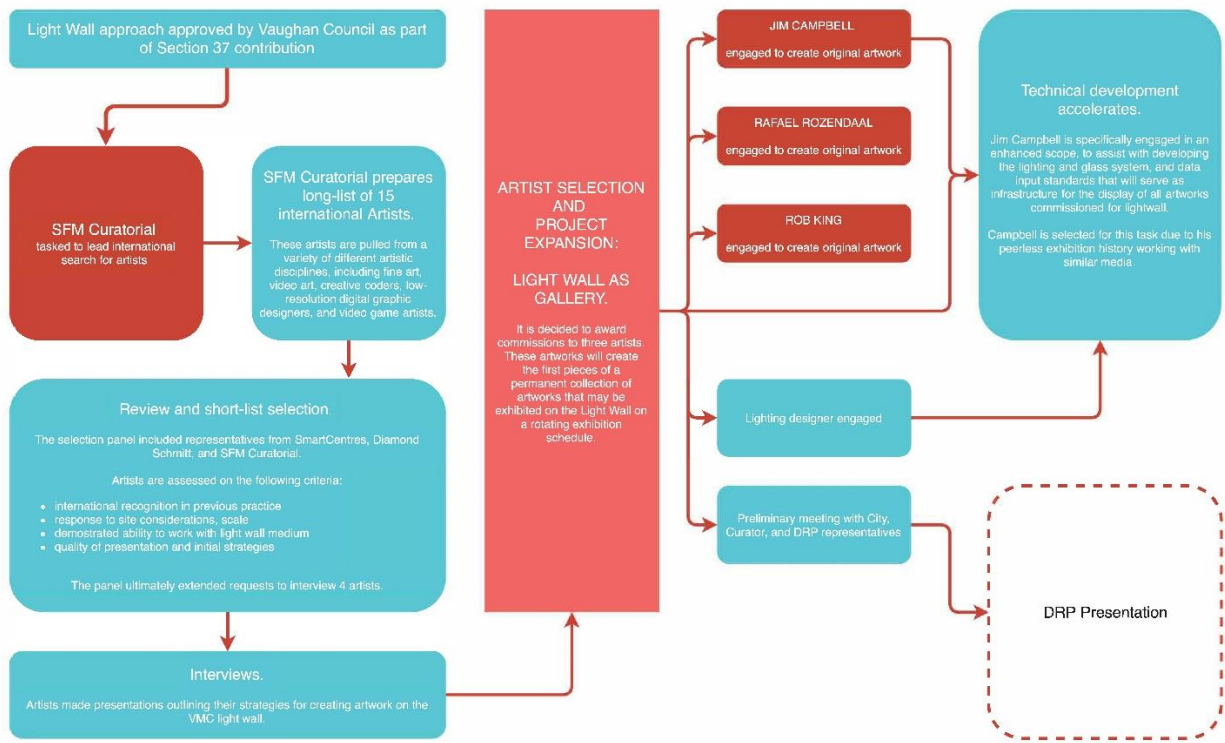 Light Wall approach approved by Vaughan Council as part
of Section 37 contribution
SFM Curatorial
tasked to lead international
search for artists
SFM Curatorial prepares
long-list of 15
international Artists.
These artists are pulled from a
variety of different artistic
disciplines, including fine art,
video art, creative coders, low-
resolution digital graphic
designers, and video game artists.
Review and short-list selection
The selection panel included representatives from SmartCentres, Diamond
Schmitt, and SFM Curatorial.
Artists are assessed on the following criteria:
• international recognition in previous practice
• response to site considerations, scale
• demostrated ability to work with light wall medium
• quality of presentation and initial strategies
The panel ultimately extended requests to interview 4 artists.
Interviews.
Artists made presentations outlining their strategies for creating artwork on the
VMC light wall.
ARTIST SELECTION
AND
PROJECT
EXPANSION:
LIGHT WALL AS
GALLERY.
It is decided to award
commissions to three artists.
These artworks will create
the first pieces of a
permanent collection of
artworks that may be
exhibited on the Light Wall on
a rotating exhibition
schedule.
JIM CAMPBELL
engaged to create original artwork
RAFAEL ROZENDAAL
engaged to create original artwork
ROB KING
engaged to create original artwork
Lighting designer engaged
Preliminary meeting with City,
Curator, and DRP representatives
Technical development
accelerates.
Jim Campbell is specifically engaged in an
enhanced scope, to assist with developing
the lighting and glass system, and data
input standards that will serve as
infrastructure for the display of all artworks
commissioned for lightwall.
Campbell is selected for this task due to his
peerless exhibition history working with
similar media
DRP Presentation